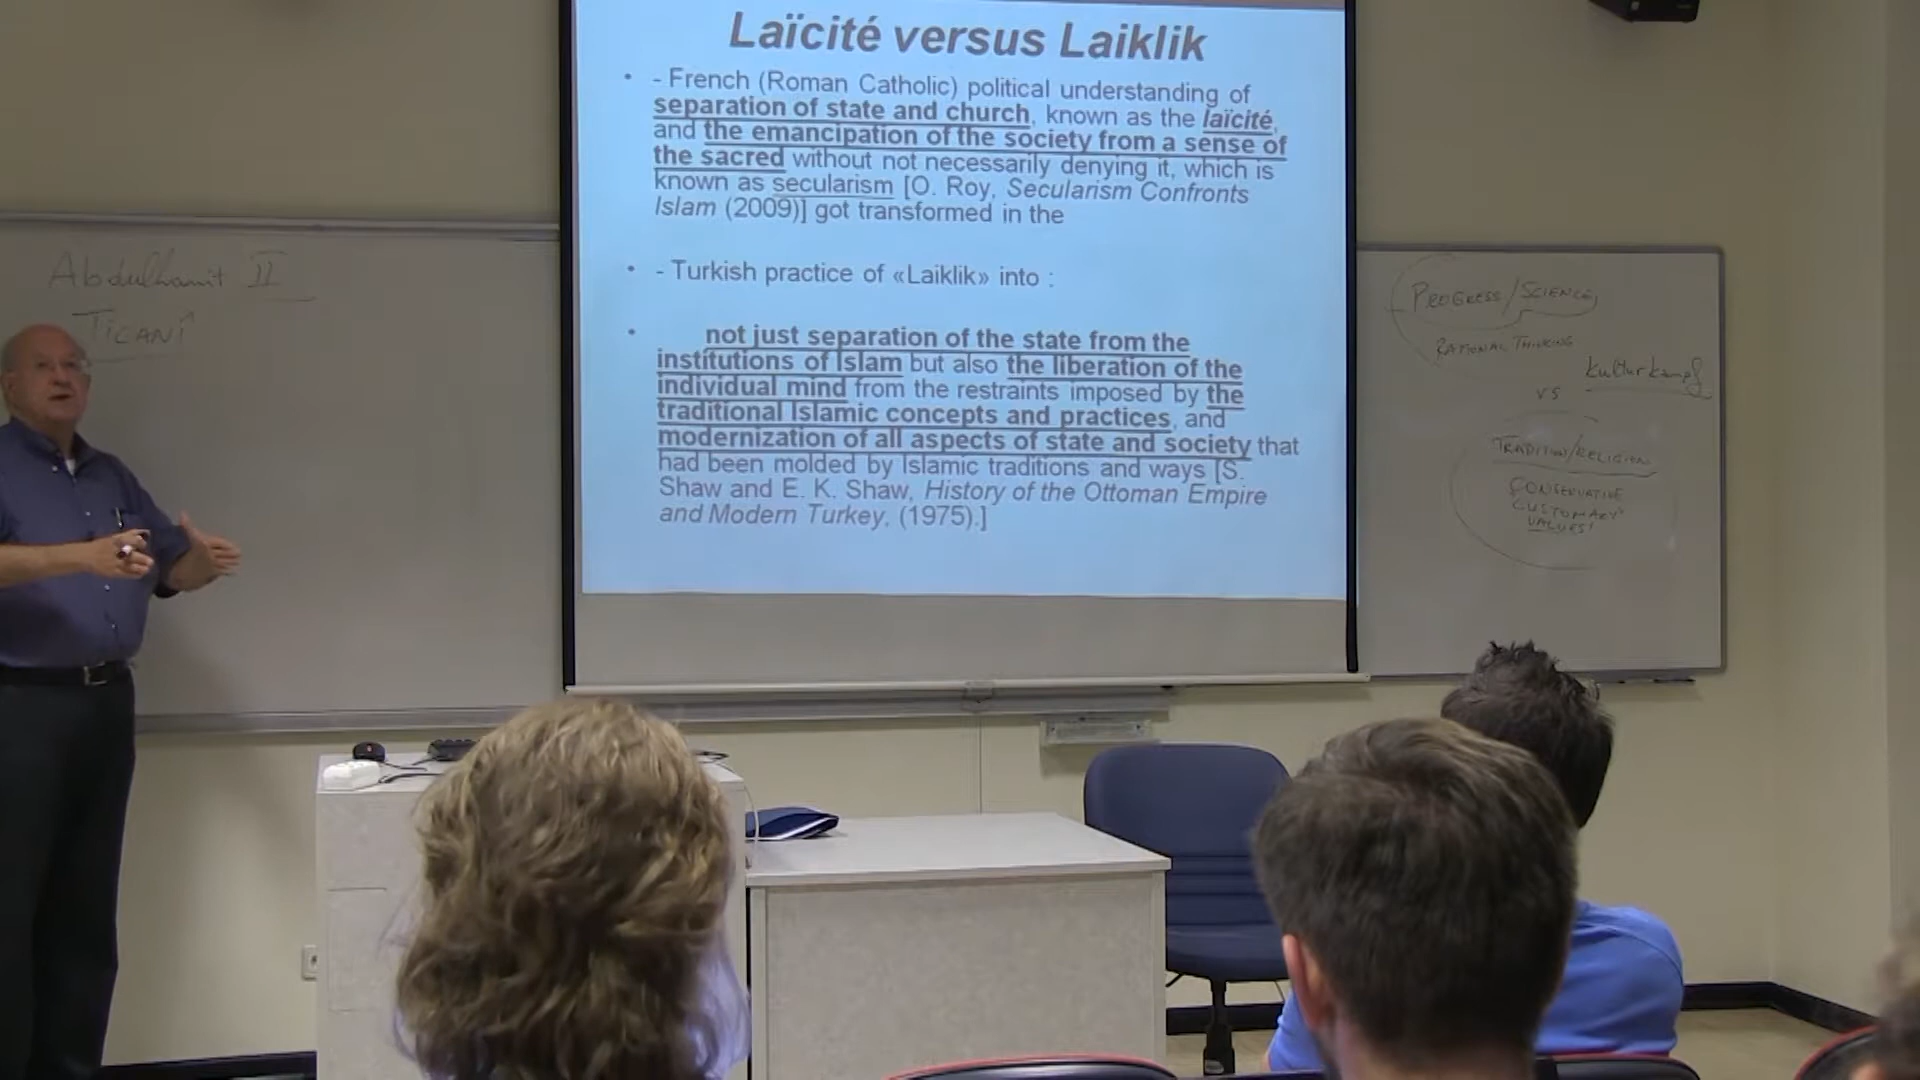 Laïcité versus Laiklik
• - French (Roman Catholic) political understanding of
separation of state and church, known as the laïcité,
and the emancipation of the society from a sense of
the sacred without not necessarily denying it, which is
known as secularism [O. Roy, Secularism Confronts
Islam (2009)] got transformed in the
• - Turkish practice of «Laiklik» into :
• not just separation of the state from the
institutions of Islam but also the liberation of the
individual mind from the restraints imposed by the
traditional Islamic concepts and practices, and
modernization of all aspects of state and society that
had been molded by Islamic traditions and ways [S.
Shaw and E. K. Shaw, History of the Ottoman Empire
and Modern Turkey, (1975).]
Abdulhamit II
TİCANÎ
PROGRESS/SCIENCE,
RATIONAL THINKING
kulturkampf
VS
TRADITION/RELIGION
CONSERVATIVE
CUSTOMARY
VALUES!